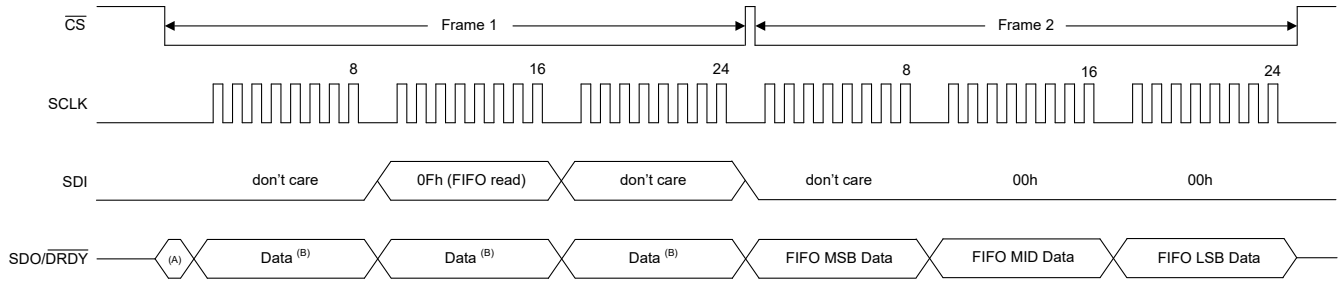 CS Frame 1 Frame 2
8 16 24 8 16 24
SCLK
SDI don't care 0Fh (FIFO read) don't care don't care 00h 00h
SDO/DRDY (A) Data (B) Data (B) Data (B) FIFO MSB Data FIFO MID Data FIFO LSB Data